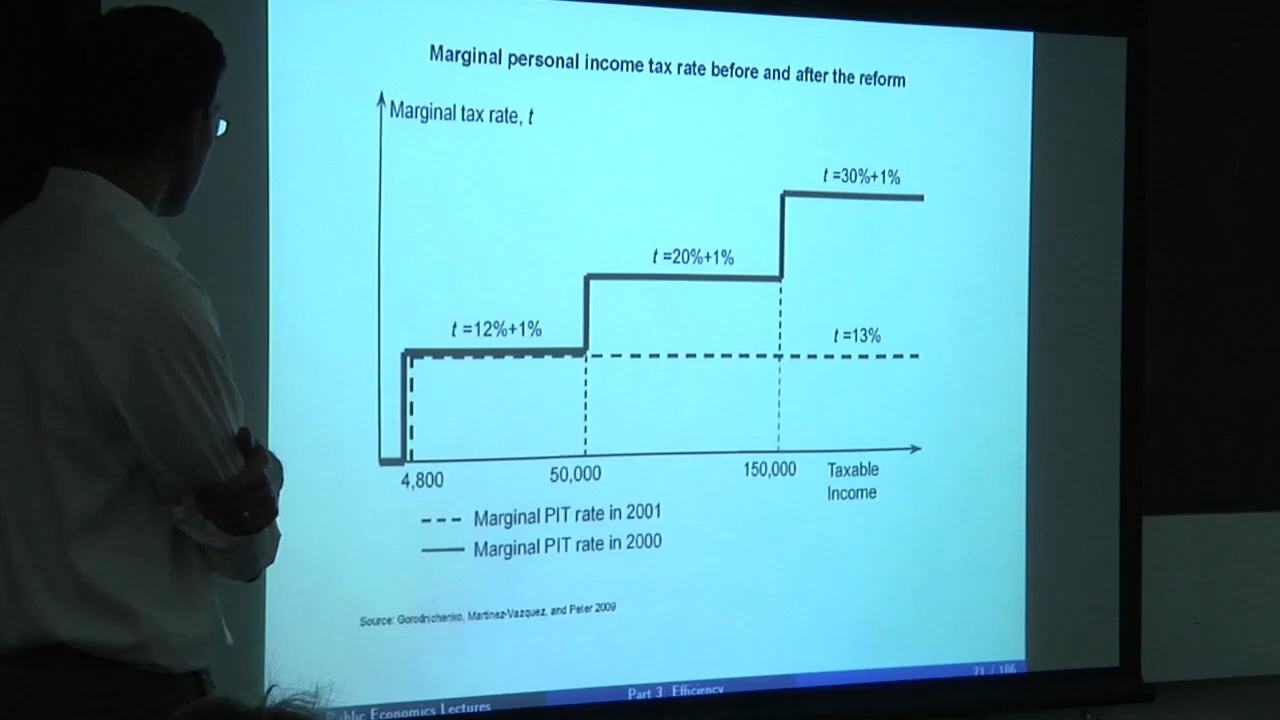 Marginal personal income tax rate before and after the reform
Marginal tax rate, t
t =30%+1%
t =20%+1%
t =12%+1%
t =13%
4,800
50,000
150,000
Taxable
Income
Marginal PIT rate in 2001
Marginal PIT rate in 2000
Source: Gorodnichenko, Martinez-Vazquez, and Peter 2009
71 / 106
Part 3: Efficiency
Economics Lectures